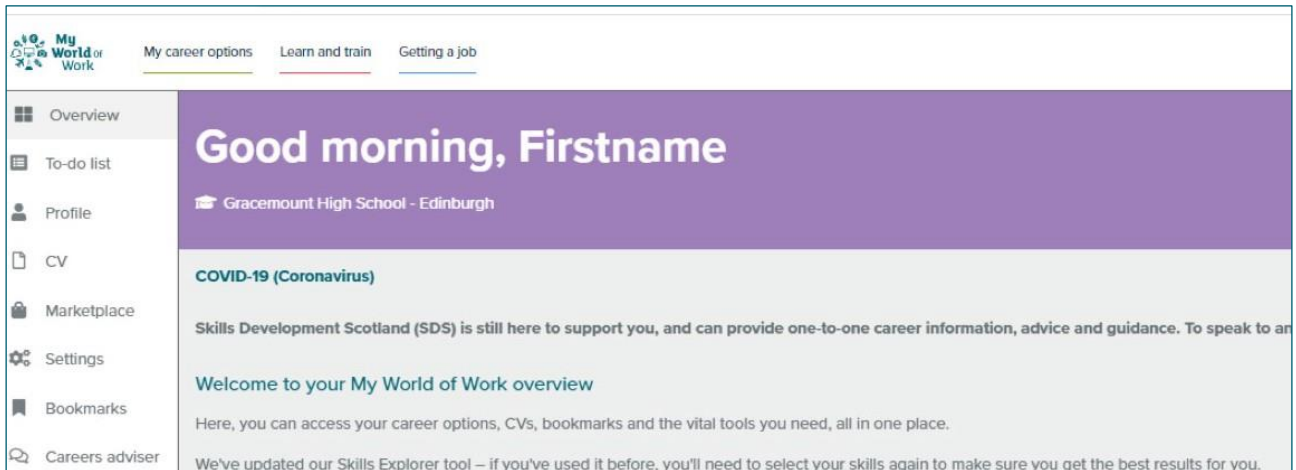 My World of Work
My career options
Learn and train
Getting a job
Overview
To-do list
Profile
CV
Marketplace
Settings
Bookmarks
Careers adviser
Good morning, Firstname
Gracemount High School - Edinburgh
COVID-19 (Coronavirus)
Skills Development Scotland (SDS) is still here to support you, and can provide one-to-one career information, advice and guidance. To speak to an
Welcome to your My World of Work overview
Here, you can access your career options, CVs, bookmarks and the vital tools you need, all in one place.
We've updated our Skills Explorer tool – if you've used it before, you'll need to select your skills again to make sure you get the best results for you.